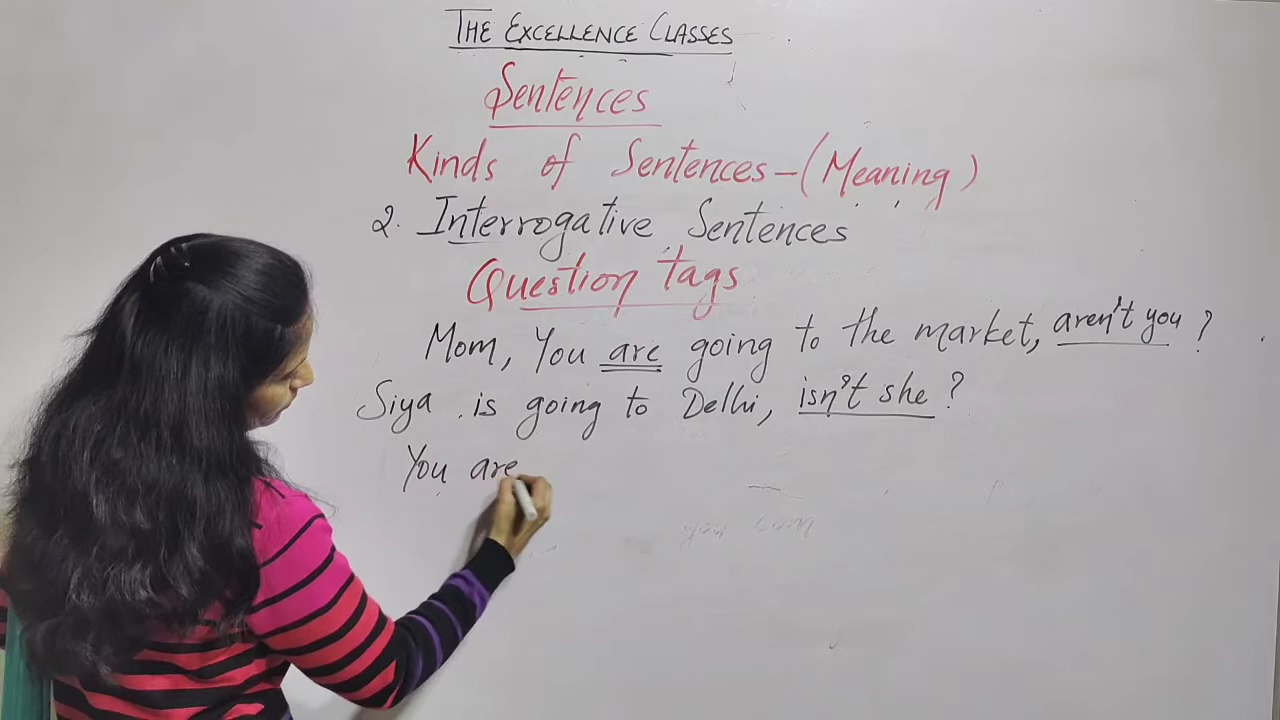 THE EXCELLENCE CLASSES
Sentences
Kinds of Sentences-(Meaning)
2. Interrogative Sentences
Question tags
Mom, You are going to the market, aren't you ?
Siya is going to Delhi, isn't she ?
You are